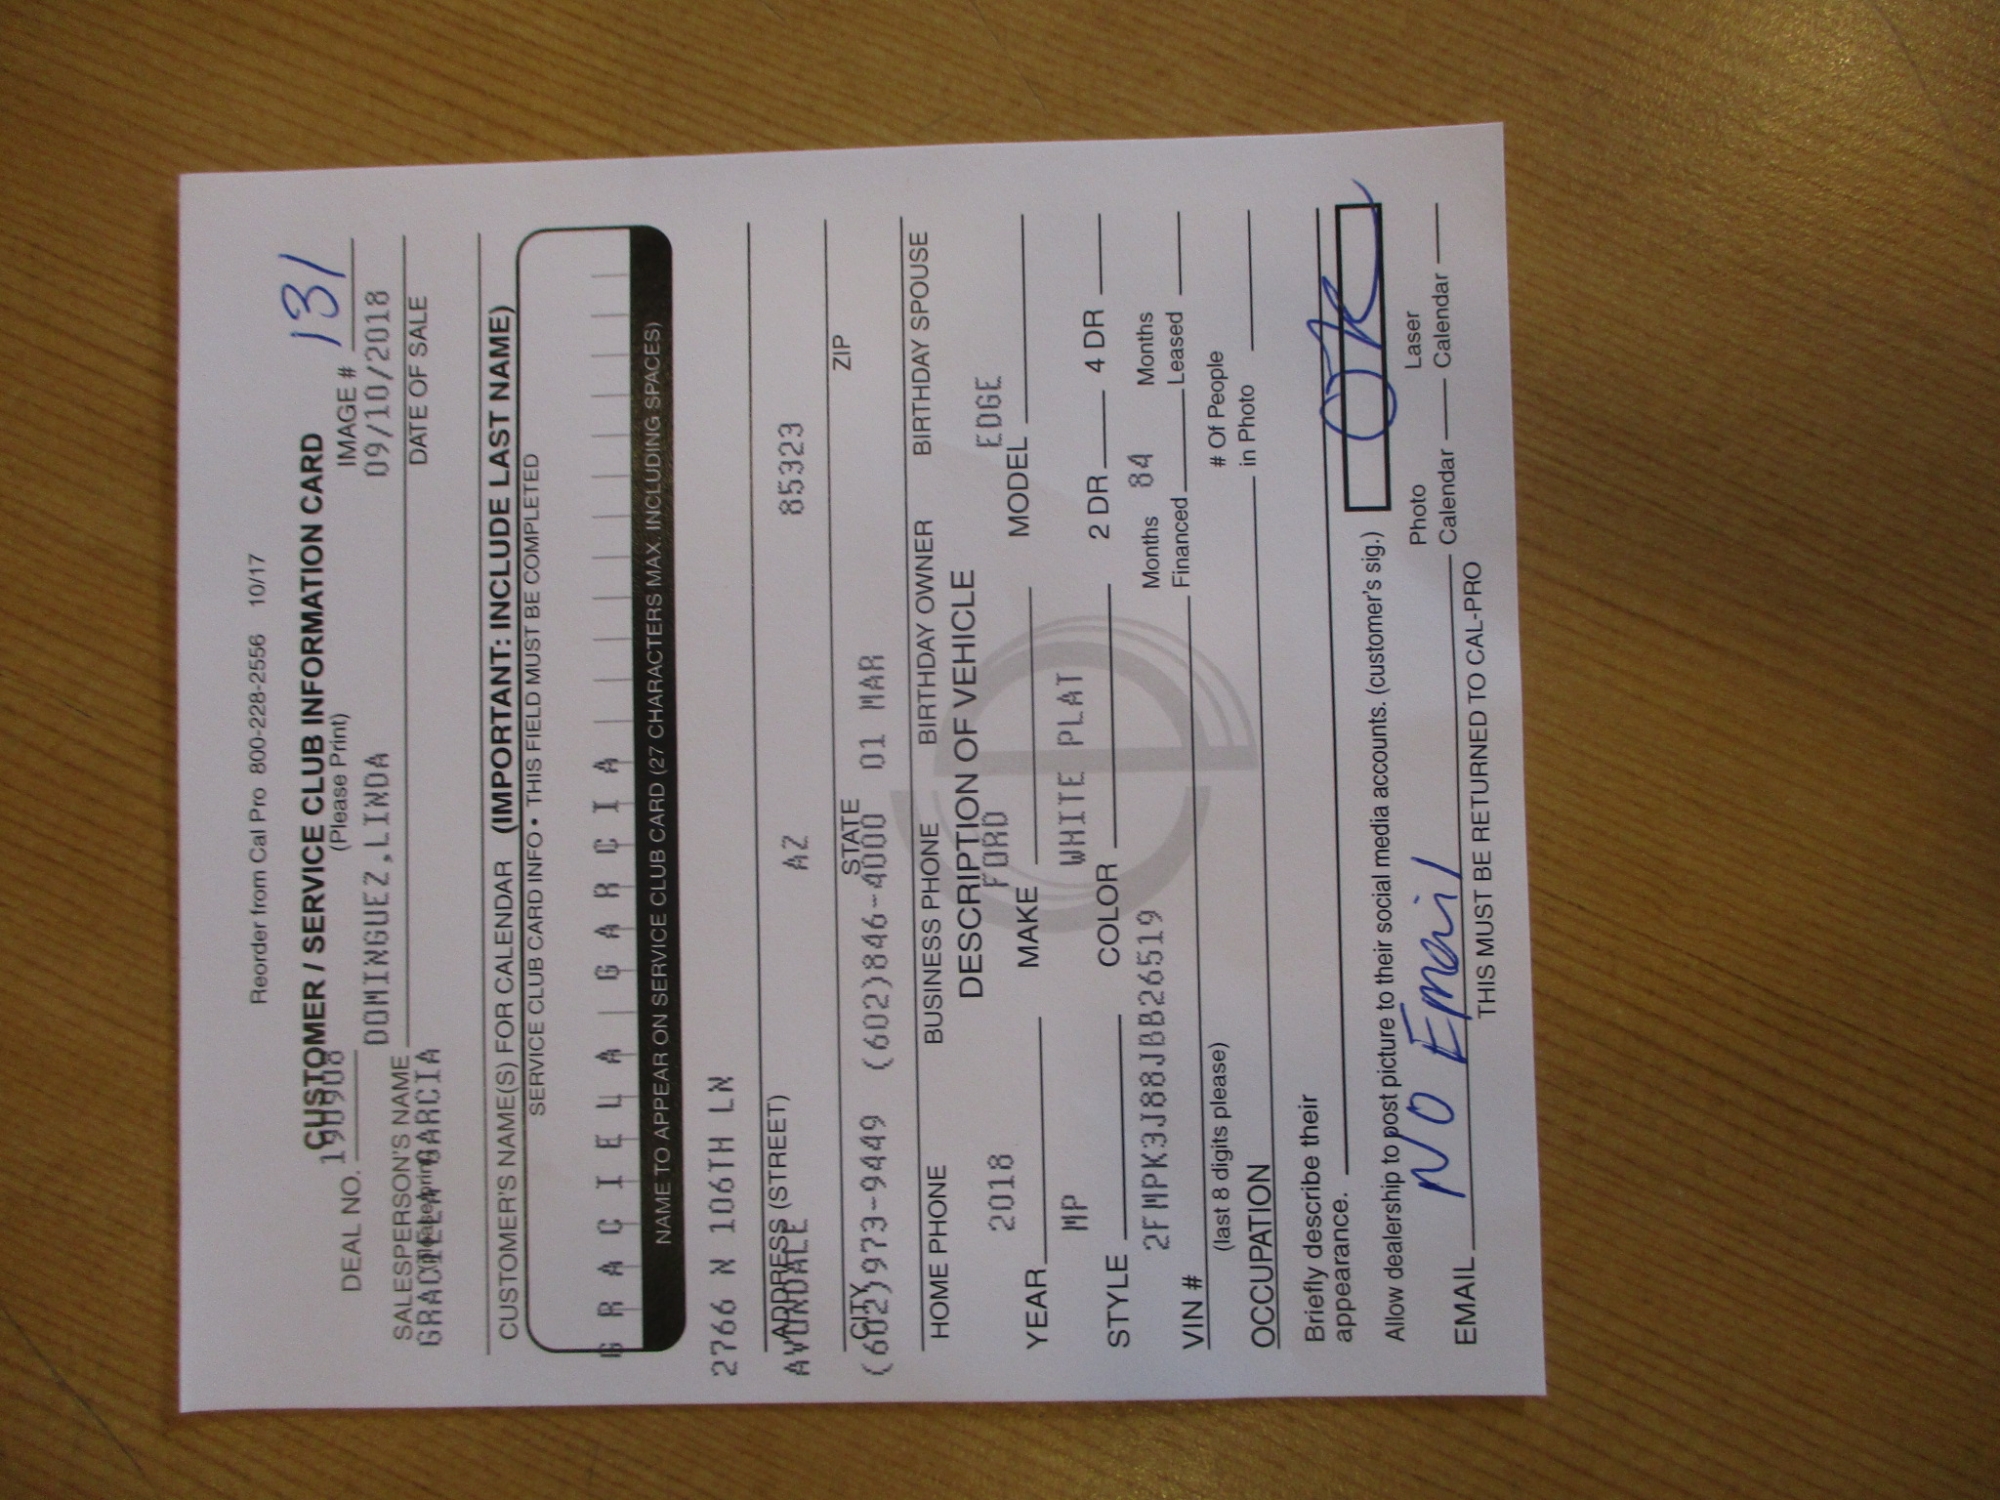 Reorder from Cal Pro 800-228-2556 10/17
CUSTOMER / SERVICE CLUB INFORMATION CARD
(Please Print)
DEAL NO. 190908 IMAGE # 131
DOMINGUEZ,LINDA 09/10/2018
SALESPERSON'S NAME DATE OF SALE
GRACIELA GARCIA
CUSTOMER'S NAME(S) FOR CALENDAR (IMPORTANT: INCLUDE LAST NAME)
SERVICE CLUB CARD INFO • THIS FIELD MUST BE COMPLETED
GRACIELA GARCIA
NAME TO APPEAR ON SERVICE CLUB CARD (27 CHARACTERS MAX. INCLUDING SPACES)
2766 N 106TH LN
ADDRESS (STREET)
AVONDALE AZ 85323
CITY STATE ZIP
(602)973-9449 (602)846-4000 01 MAR
HOME PHONE BUSINESS PHONE BIRTHDAY OWNER BIRTHDAY SPOUSE
DESCRIPTION OF VEHICLE
2018 FORD EDGE
YEAR MAKE MODEL
MP WHITE PLAT
STYLE COLOR 2 DR 4 DR
2FMPK3J88JBB26519 Months 84 Months
VIN # Financed Leased
(last 8 digits please) # Of People
OCCUPATION in Photo
Briefly describe their
appearance.
Allow dealership to post picture to their social media accounts. (customer's sig.)
NO Email Photo Laser
EMAIL Calendar Calendar
THIS MUST BE RETURNED TO CAL-PRO